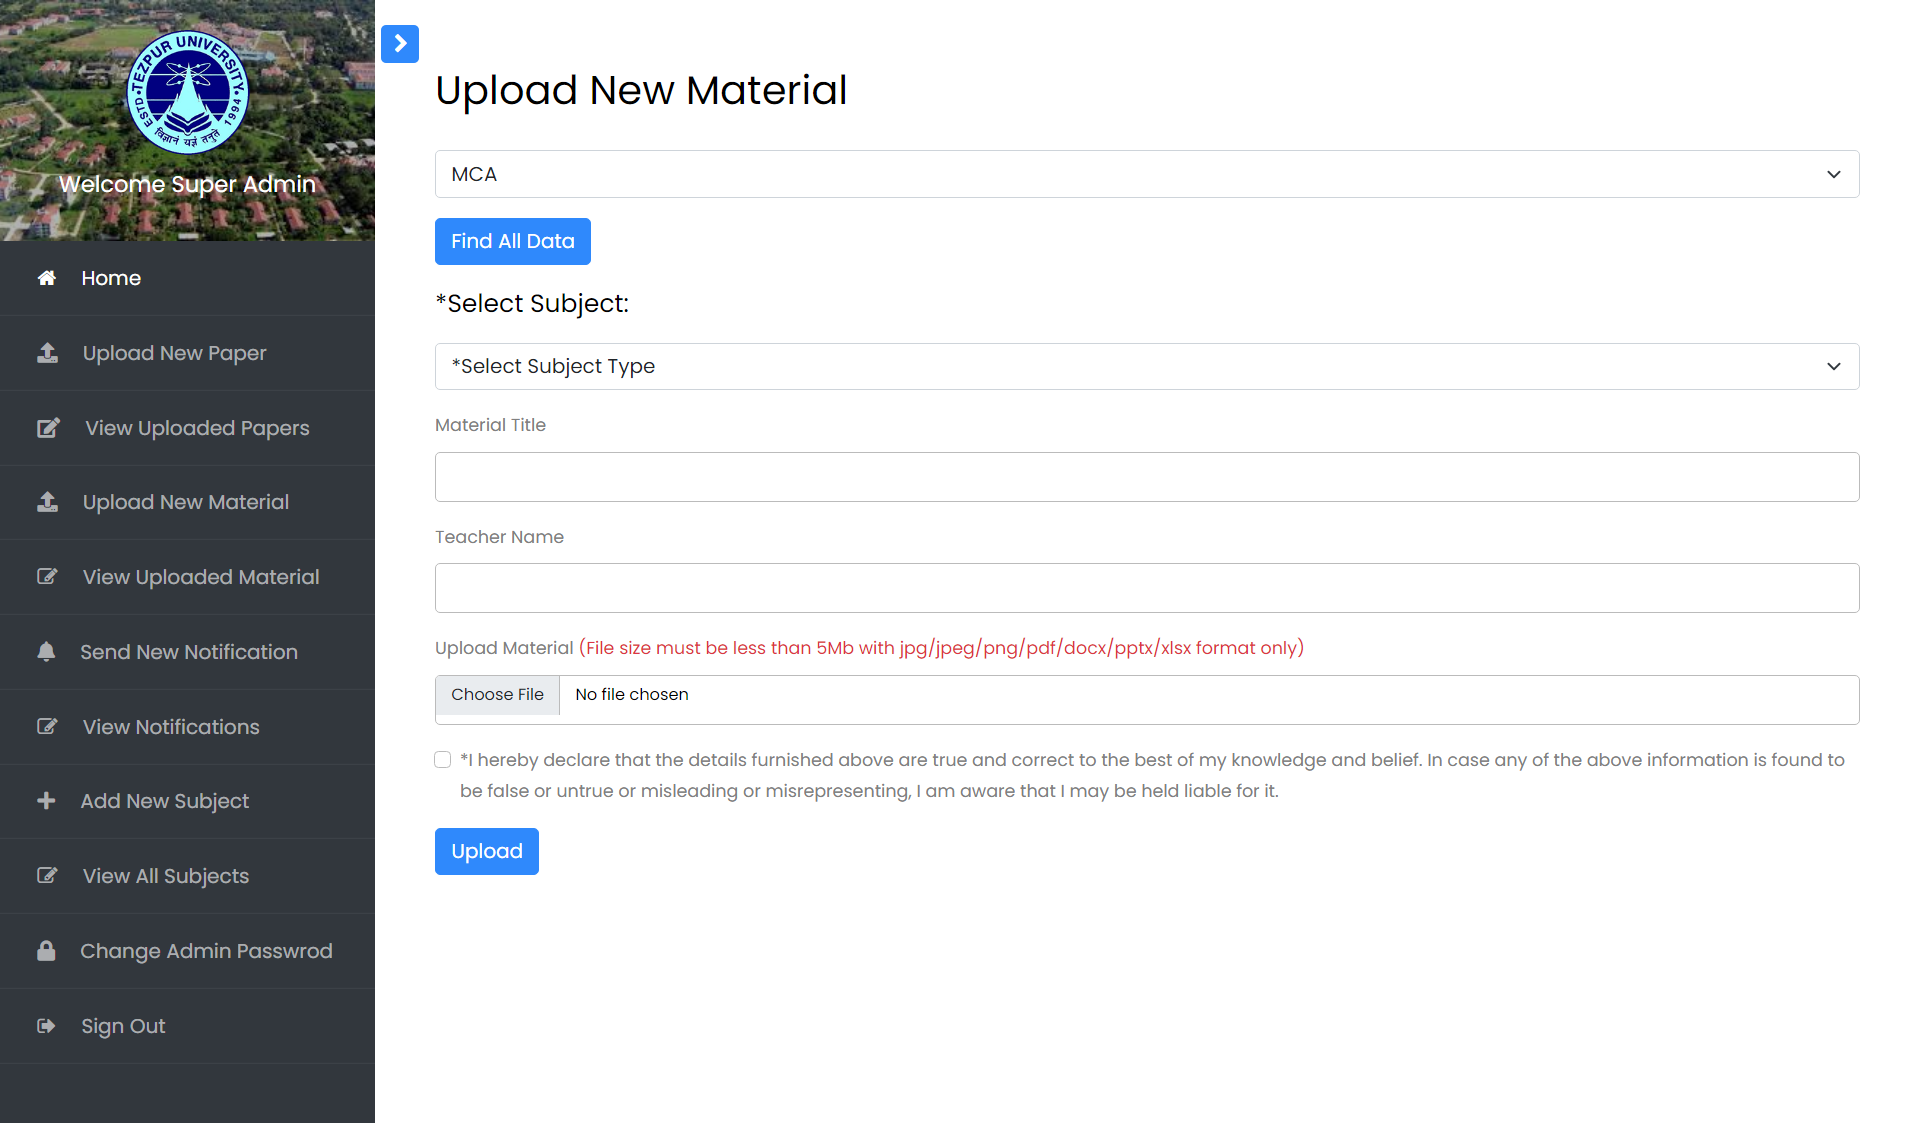 TEZPUR UNIVERSITY
ESTD 1994
विज्ञानं यज्ञं तनुते
Welcome Super Admin
Home
Upload New Paper
View Uploaded Papers
Upload New Material
View Uploaded Material
Send New Notification
View Notifications
Add New Subject
View All Subjects
Change Admin Passwrod
Sign Out
Upload New Material
MCA
Find All Data
*Select Subject:
*Select Subject Type
Material Title
Teacher Name
Upload Material (File size must be less than 5Mb with jpg/jpeg/png/pdf/docx/pptx/xlsx format only)
Choose File No file chosen
*I hereby declare that the details furnished above are true and correct to the best of my knowledge and belief. In case any of the above information is found to
be false or untrue or misleading or misrepresenting, I am aware that I may be held liable for it.
Upload